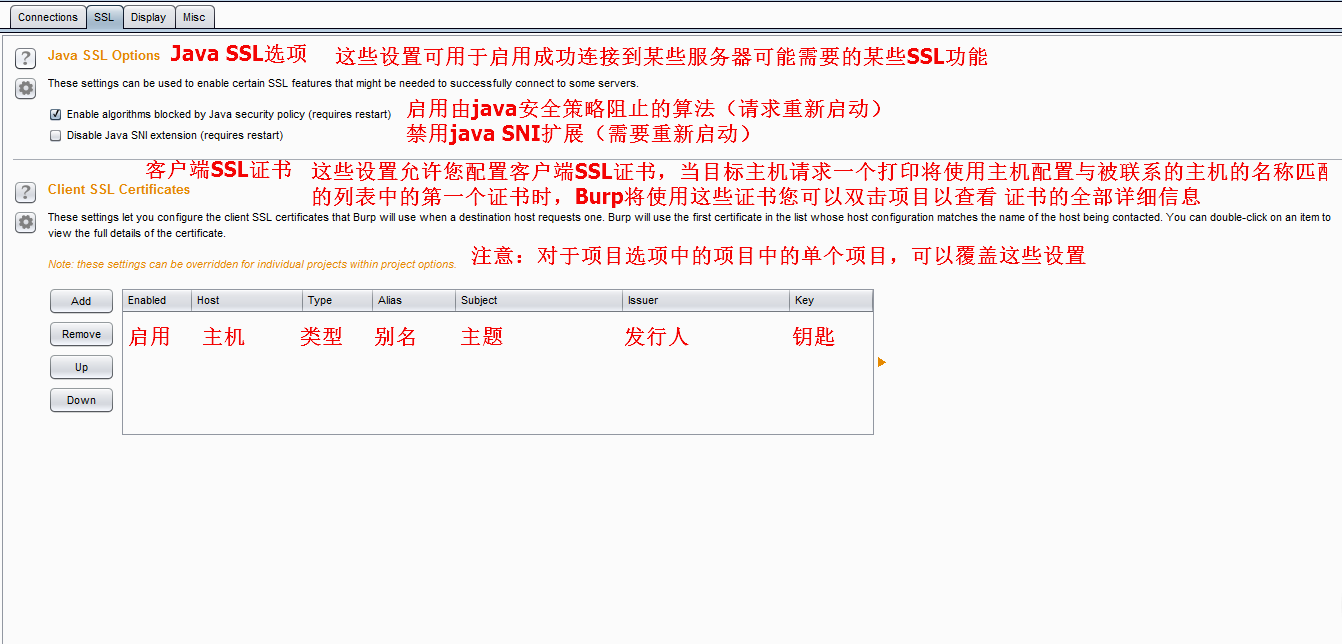 Connections SSL Display Misc
Java SSL Options Java SSL选项 这些设置可用于启用成功连接到某些服务器可能需要的某些SSL功能
These settings can be used to enable certain SSL features that might be needed to successfully connect to some servers.
Enable algorithms blocked by Java security policy (requires restart) 启用由java安全策略阻止的算法（请求重新启动）
Disable Java SNI extension (requires restart) 禁用java SNI扩展（需要重新启动）
客户端SSL证书 这些设置允许您配置客户端SSL证书，当目标主机请求一个打印将使用主机配置与被联系的主机的名称匹配
Client SSL Certificates 的列表中的第一个证书时，Burp将使用这些证书您可以双击项目以查看 证书的全部详细信息
These settings let you configure the client SSL certificates that Burp will use when a destination host requests one. Burp will use the first certificate in the list whose host configuration matches the name of the host being contacted. You can double-click on an item to
view the full details of the certificate.
Note: these settings can be overridden for individual projects within project options. 注意：对于项目选项中的项目中的单个项目，可以覆盖这些设置
Add Enabled Host Type Alias Subject Issuer Key
Remove 启用 主机 类型 别名 主题 发行人 钥匙
Up
Down